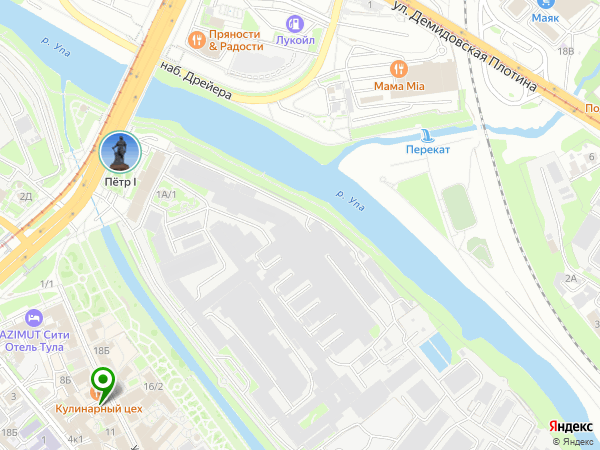 Маяк
18В
ул. Демидовская Плотина
Пряности
& Радости
Лукойл
р. Упа
наб. Дрейера
Мама Mia
Перекат
6
Пётр I
2Д
1А/1
р. Упа
2А
1/1
AZIMUT Сити
Отель Тула
18Б
8Б
16/2
Кулинарный цех
18Б
4к1
11
Яндекс
© Яндекс